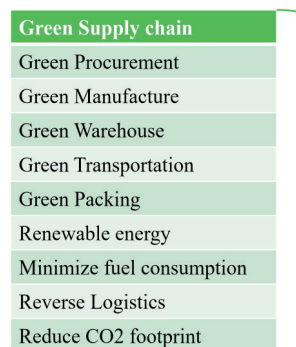 Green Supply chain
Green Procurement
Green Manufacture
Green Warehouse
Green Transportation
Green Packing
Renewable energy
Minimize fuel consumption
Reverse Logistics
Reduce CO2 footprint